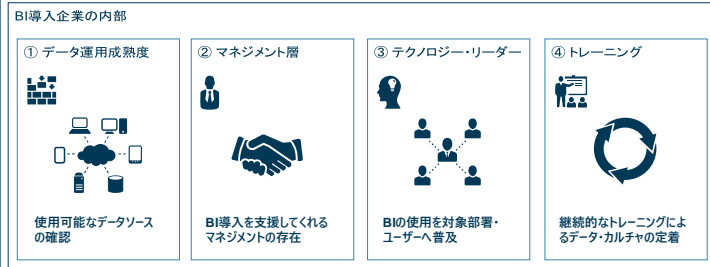 BI導入企業の内部
① データ運用成熟度
② マネジメント層
③ テクノロジー・リーダー
④ トレーニング
使用可能なデータソース
の確認
BI導入を支援してくれる
マネジメントの存在
BIの使用を対象部署・
ユーザーへ普及
継続的なトレーニングによ
るデータ・カルチャの定着